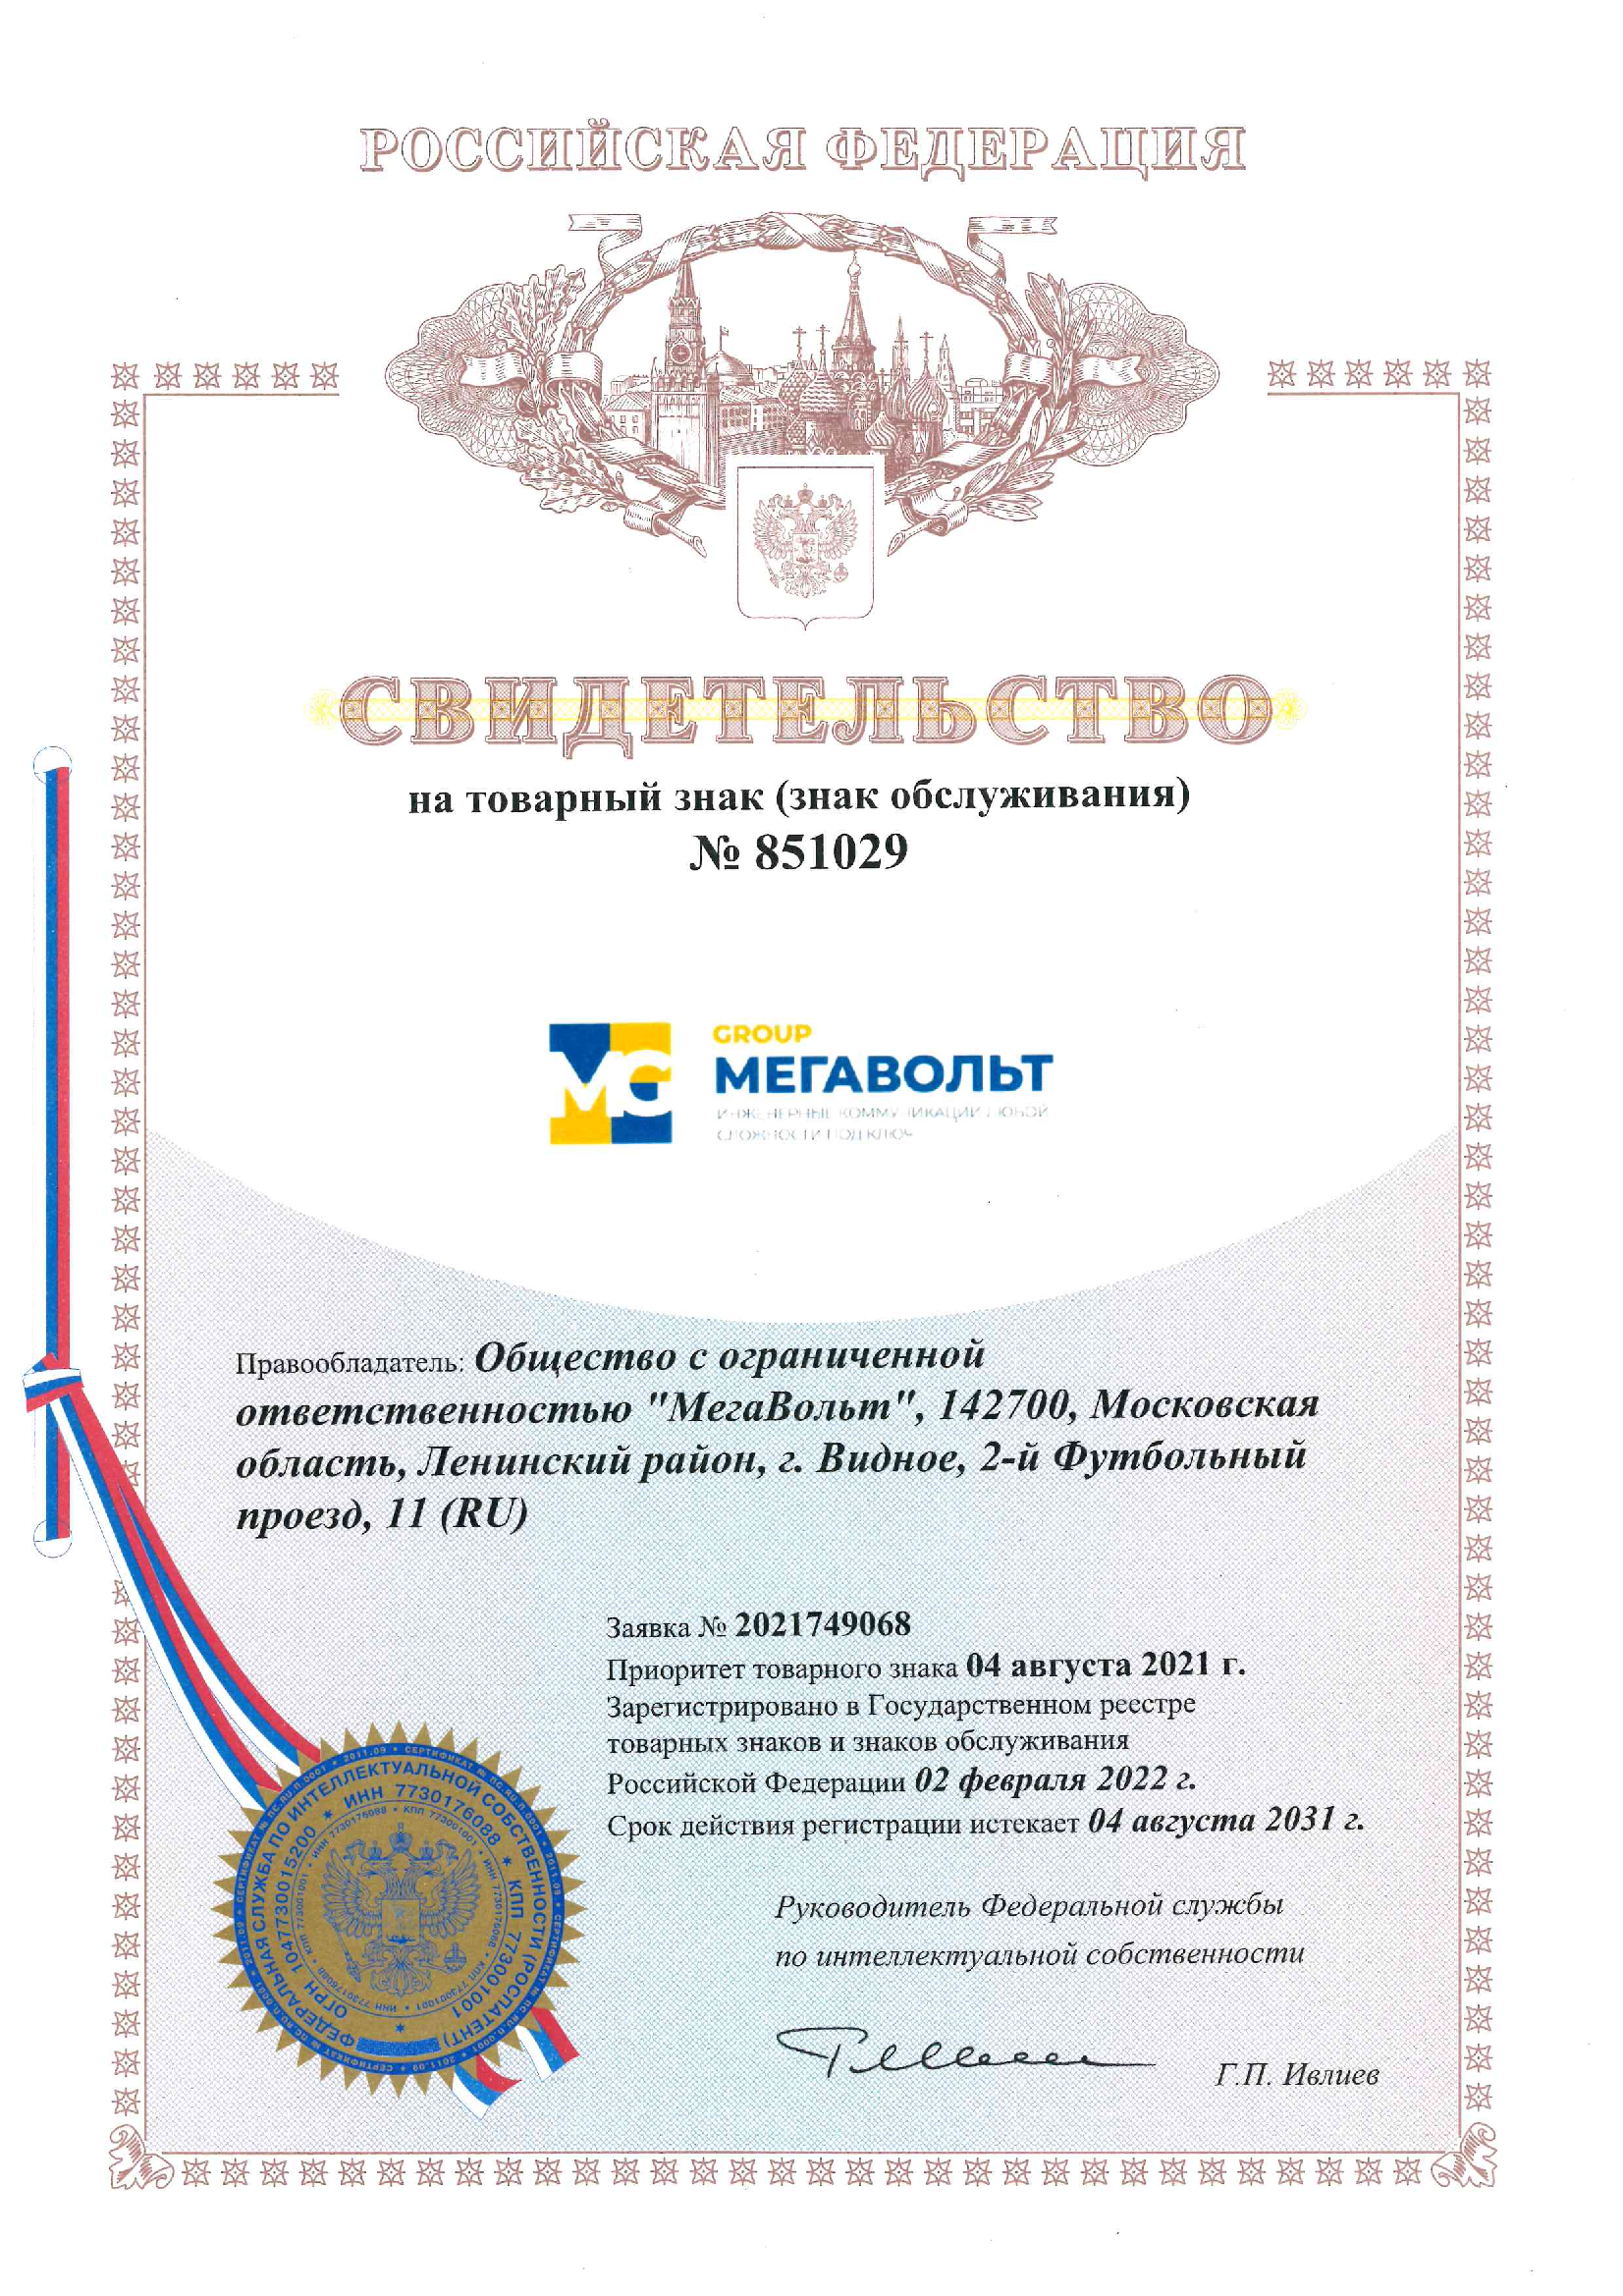 РОССИЙСКАЯ ФЕДЕРАЦИЯ
СВИДЕТЕЛЬСТВО
на товарный знак (знак обслуживания)
№ 851029
MG
GROUP
МЕГАВОЛЬТ
ИНЖЕНЕРНЫЕ КОММУНИКАЦИИ ЛЮБОЙ
СЛОЖНОСТИ ПОД КЛЮЧ
Правообладатель: Общество с ограниченной
ответственностью "МегаВольт", 142700, Московская
область, Ленинский район, г. Видное, 2-й Футбольный
проезд, 11 (RU)
Заявка № 2021749068
Приоритет товарного знака 04 августа 2021 г.
Зарегистрировано в Государственном реестре
товарных знаков и знаков обслуживания
Российской Федерации 02 февраля 2022 г.
Срок действия регистрации истекает 04 августа 2031 г.
Руководитель Федеральной службы
по интеллектуальной собственности
Г.П. Ивлиев
ФЕДЕРАЛЬНАЯ СЛУЖБА ПО ИНТЕЛЛЕКТУАЛЬНОЙ СОБСТВЕННОСТИ (РОСПАТЕНТ)
ОГРН 1047730015200 * ИНН 7730176088 * КПП 773001001 *